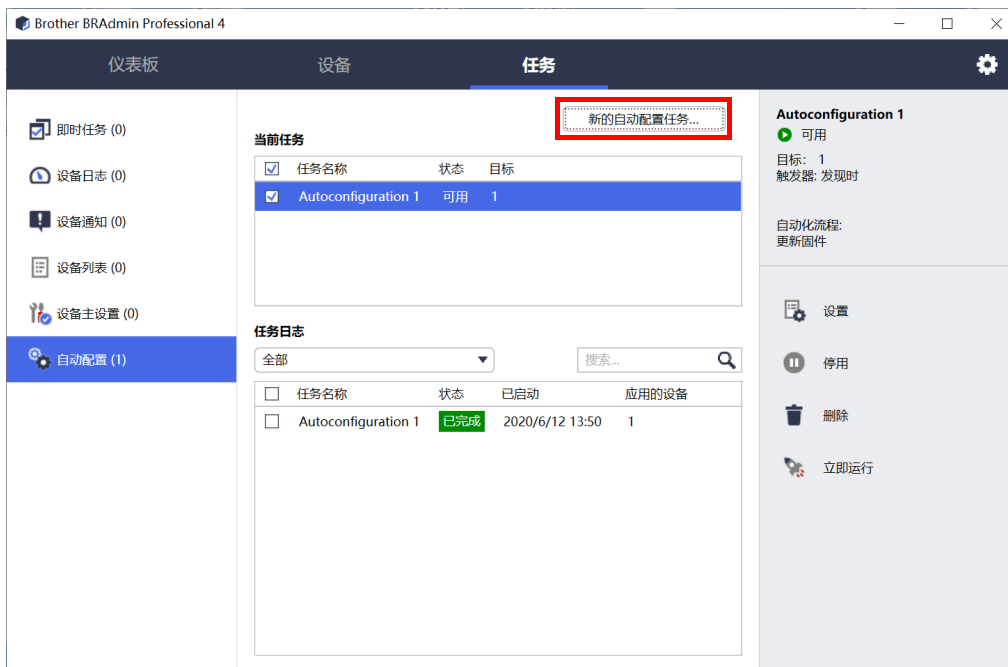 Brother BRAdmin Professional 4
仪表板 设备 任务
即时任务 (0)
设备日志 (0)
设备通知 (0)
设备列表 (0)
设备主设置 (0)
自动配置 (1)
新的自动配置任务...
当前任务
任务名称 状态 目标
Autoconfiguration 1 可用 1
任务日志
全部 搜索...
任务名称 状态 已启动 应用的设备
Autoconfiguration 1 已完成 2020/6/12 13:50 1
Autoconfiguration 1
可用
目标: 1
触发器: 发现时
自动化流程:
更新固件
设置
停用
删除
立即运行